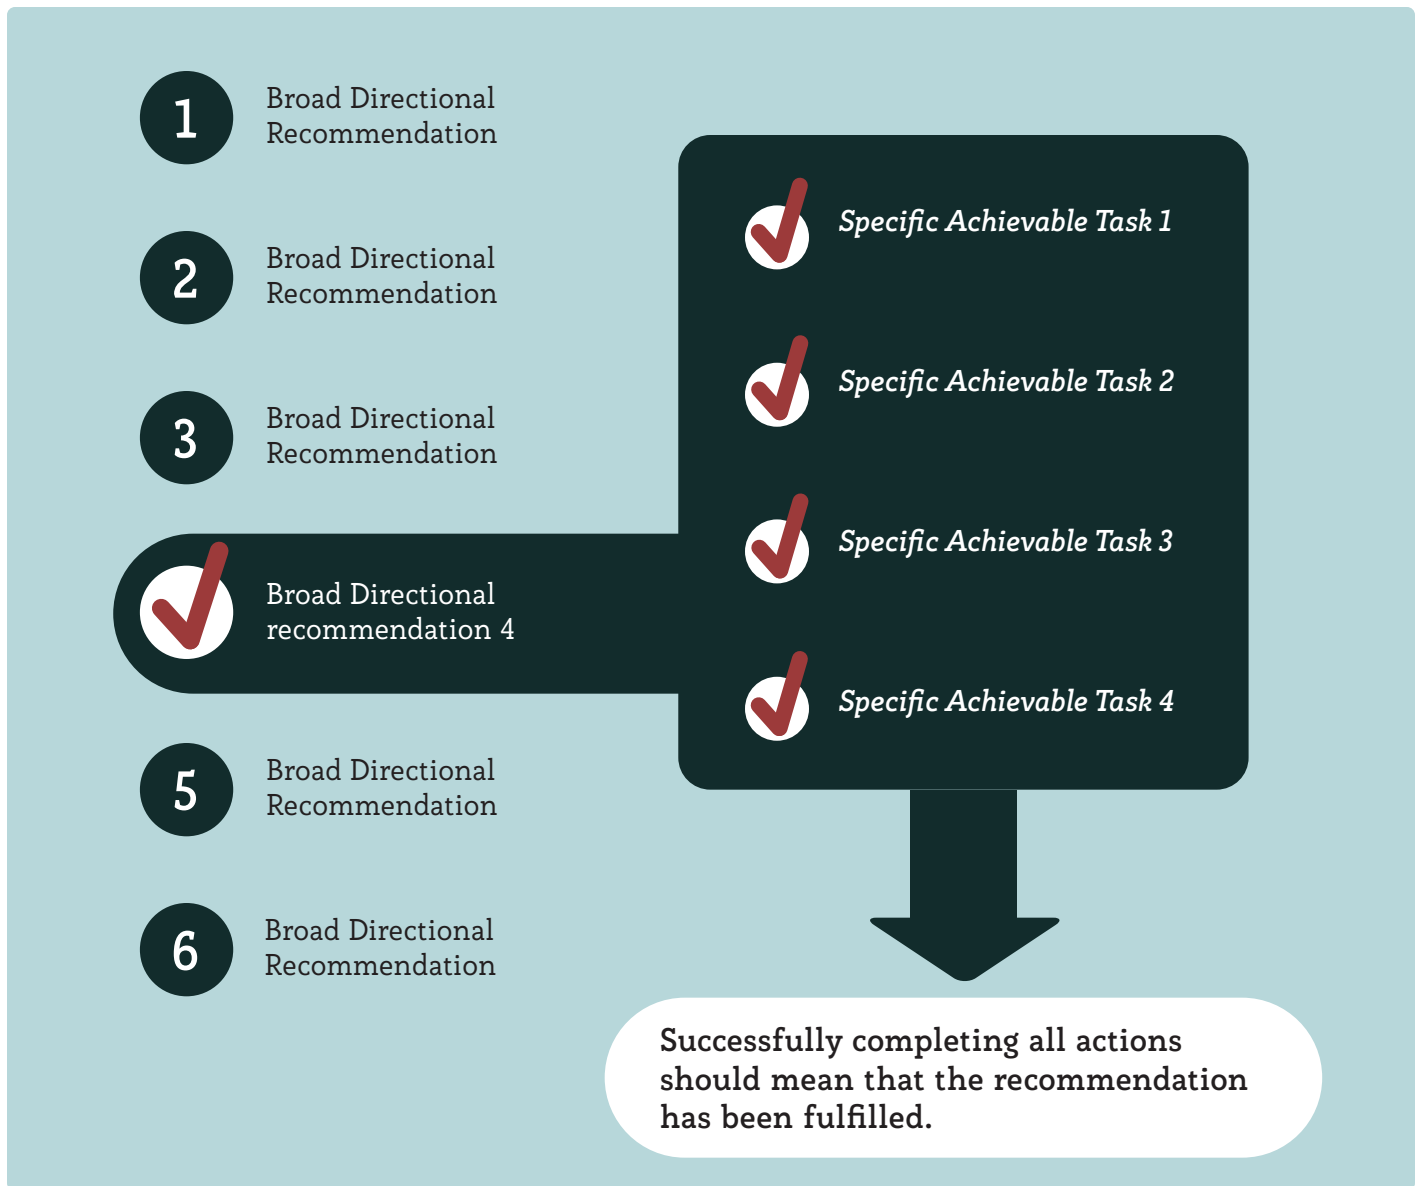 1
Broad Directional
Recommendation
2
Broad Directional
Recommendation
3
Broad Directional
Recommendation
Broad Directional
recommendation 4
5
Broad Directional
Recommendation
6
Broad Directional
Recommendation
Specific Achievable Task 1
Specific Achievable Task 2
Specific Achievable Task 3
Specific Achievable Task 4
Successfully completing all actions
should mean that the recommendation
has been fulfilled.